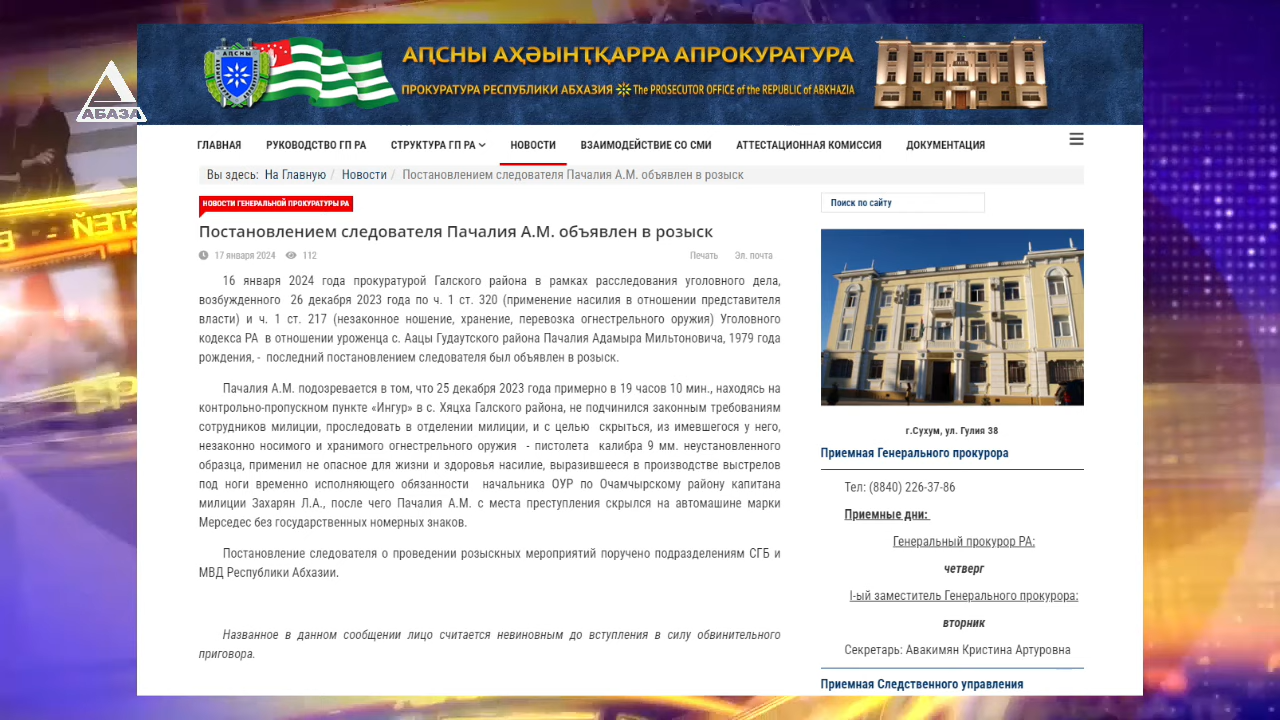 АԤСНЫ
АԤСНЫ АҲӘЫНҬҚАРРА АПРОКУРАТУРА
ПРОКУРАТУРА РЕСПУБЛИКИ АБХАЗИЯ The PROSECUTOR OFFICE of the REPUBLIC of ABKHAZIA
АБАЗА
ГЛАВНАЯ РУКОВОДСТВО ГП РА СТРУКТУРА ГП РА НОВОСТИ ВЗАИМОДЕЙСТВИЕ СО СМИ АТТЕСТАЦИОННАЯ КОМИССИЯ ДОКУМЕНТАЦИЯ
Вы здесь: На Главную / Новости / Постановлением следователя Пачалия А.М. объявлен в розыск
НОВОСТИ ГЕНЕРАЛЬНОЙ ПРОКУРАТУРЫ РА
Постановлением следователя Пачалия А.М. объявлен в розыск
17 января 2024 112 Печать Эл. почта
16 января 2024 года прокуратурой Галского района в рамках расследования уголовного дела,
возбужденного 26 декабря 2023 года по ч. 1 ст. 320 (применение насилия в отношении представителя
власти) и ч. 1 ст. 217 (незаконное ношение, хранение, перевозка огнестрельного оружия) Уголовного
кодекса РА в отношении уроженца с. Аацы Гудаутского района Пачалия Адамыра Мильтоновича, 1979 года
рождения, - последний постановлением следователя был объявлен в розыск.
Пачалия А.М. подозревается в том, что 25 декабря 2023 года примерно в 19 часов 10 мин., находясь на
контрольно-пропускном пункте «Ингур» в с. Хяцха Галского района, не подчинился законным требованиям
сотрудников милиции, проследовать в отделении милиции, и с целью скрыться, из имевшегося у него,
незаконно носимого и хранимого огнестрельного оружия - пистолета калибра 9 мм. неустановленного
образца, применил не опасное для жизни и здоровья насилие, выразившееся в производстве выстрелов
под ноги временно исполняющего обязанности начальника ОУР по Очамчырскому району капитана
милиции Захарян Л.А., после чего Пачалия А.М. с места преступления скрылся на автомашине марки
Мерседес без государственных номерных знаков.
Постановление следователя о проведении розыскных мероприятий поручено подразделениям СГБ и
МВД Республики Абхазии.
Названное в данном сообщении лицо считается невиновным до вступления в силу обвинительного
приговора.
Поиск по сайту
г.Сухум, ул. Гулия 38
Приемная Генерального прокурора
Тел: (8840) 226-37-86
Приемные дни:
Генеральный прокурор РА:
четверг
I-ый заместитель Генерального прокурора:
вторник
Секретарь: Авакимян Кристина Артуровна
Приемная Следственного управления